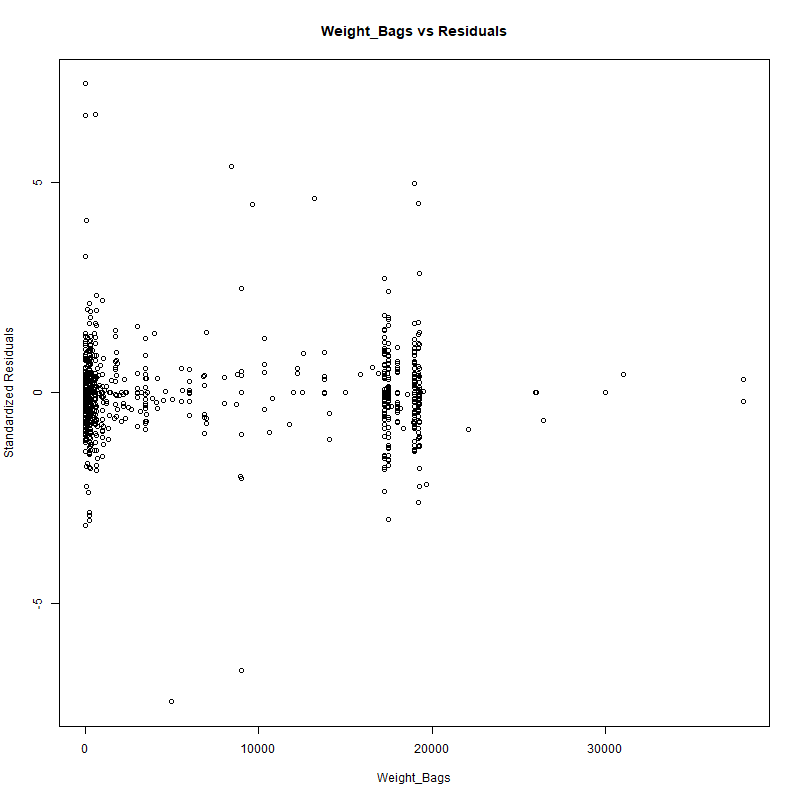 Weight_Bags vs Residuals
Standardized Residuals
5
0
-5
0 10000 20000 30000
Weight_Bags